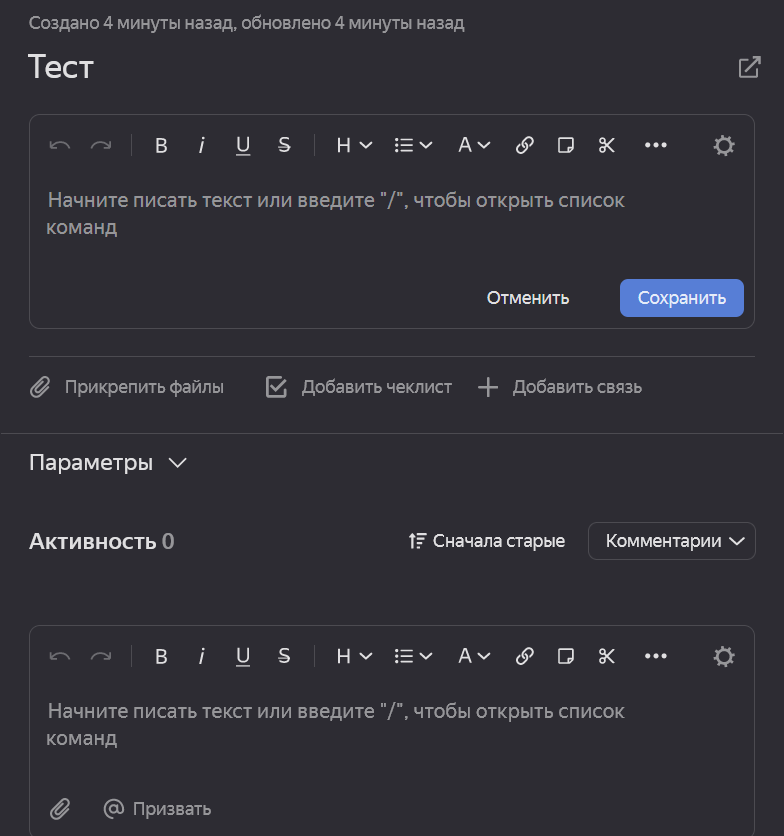 Создано 4 минуты назад, обновлено 4 минуты назад
Тест
B i U S H A
Начните писать текст или введите "/", чтобы открыть список
команд
Отменить Сохранить
Прикрепить файлы Добавить чеклист Добавить связь
Параметры
Активность 0 Сначала старые Комментарии
B i U S H A
Начните писать текст или введите "/", чтобы открыть список
команд
@ Призвать